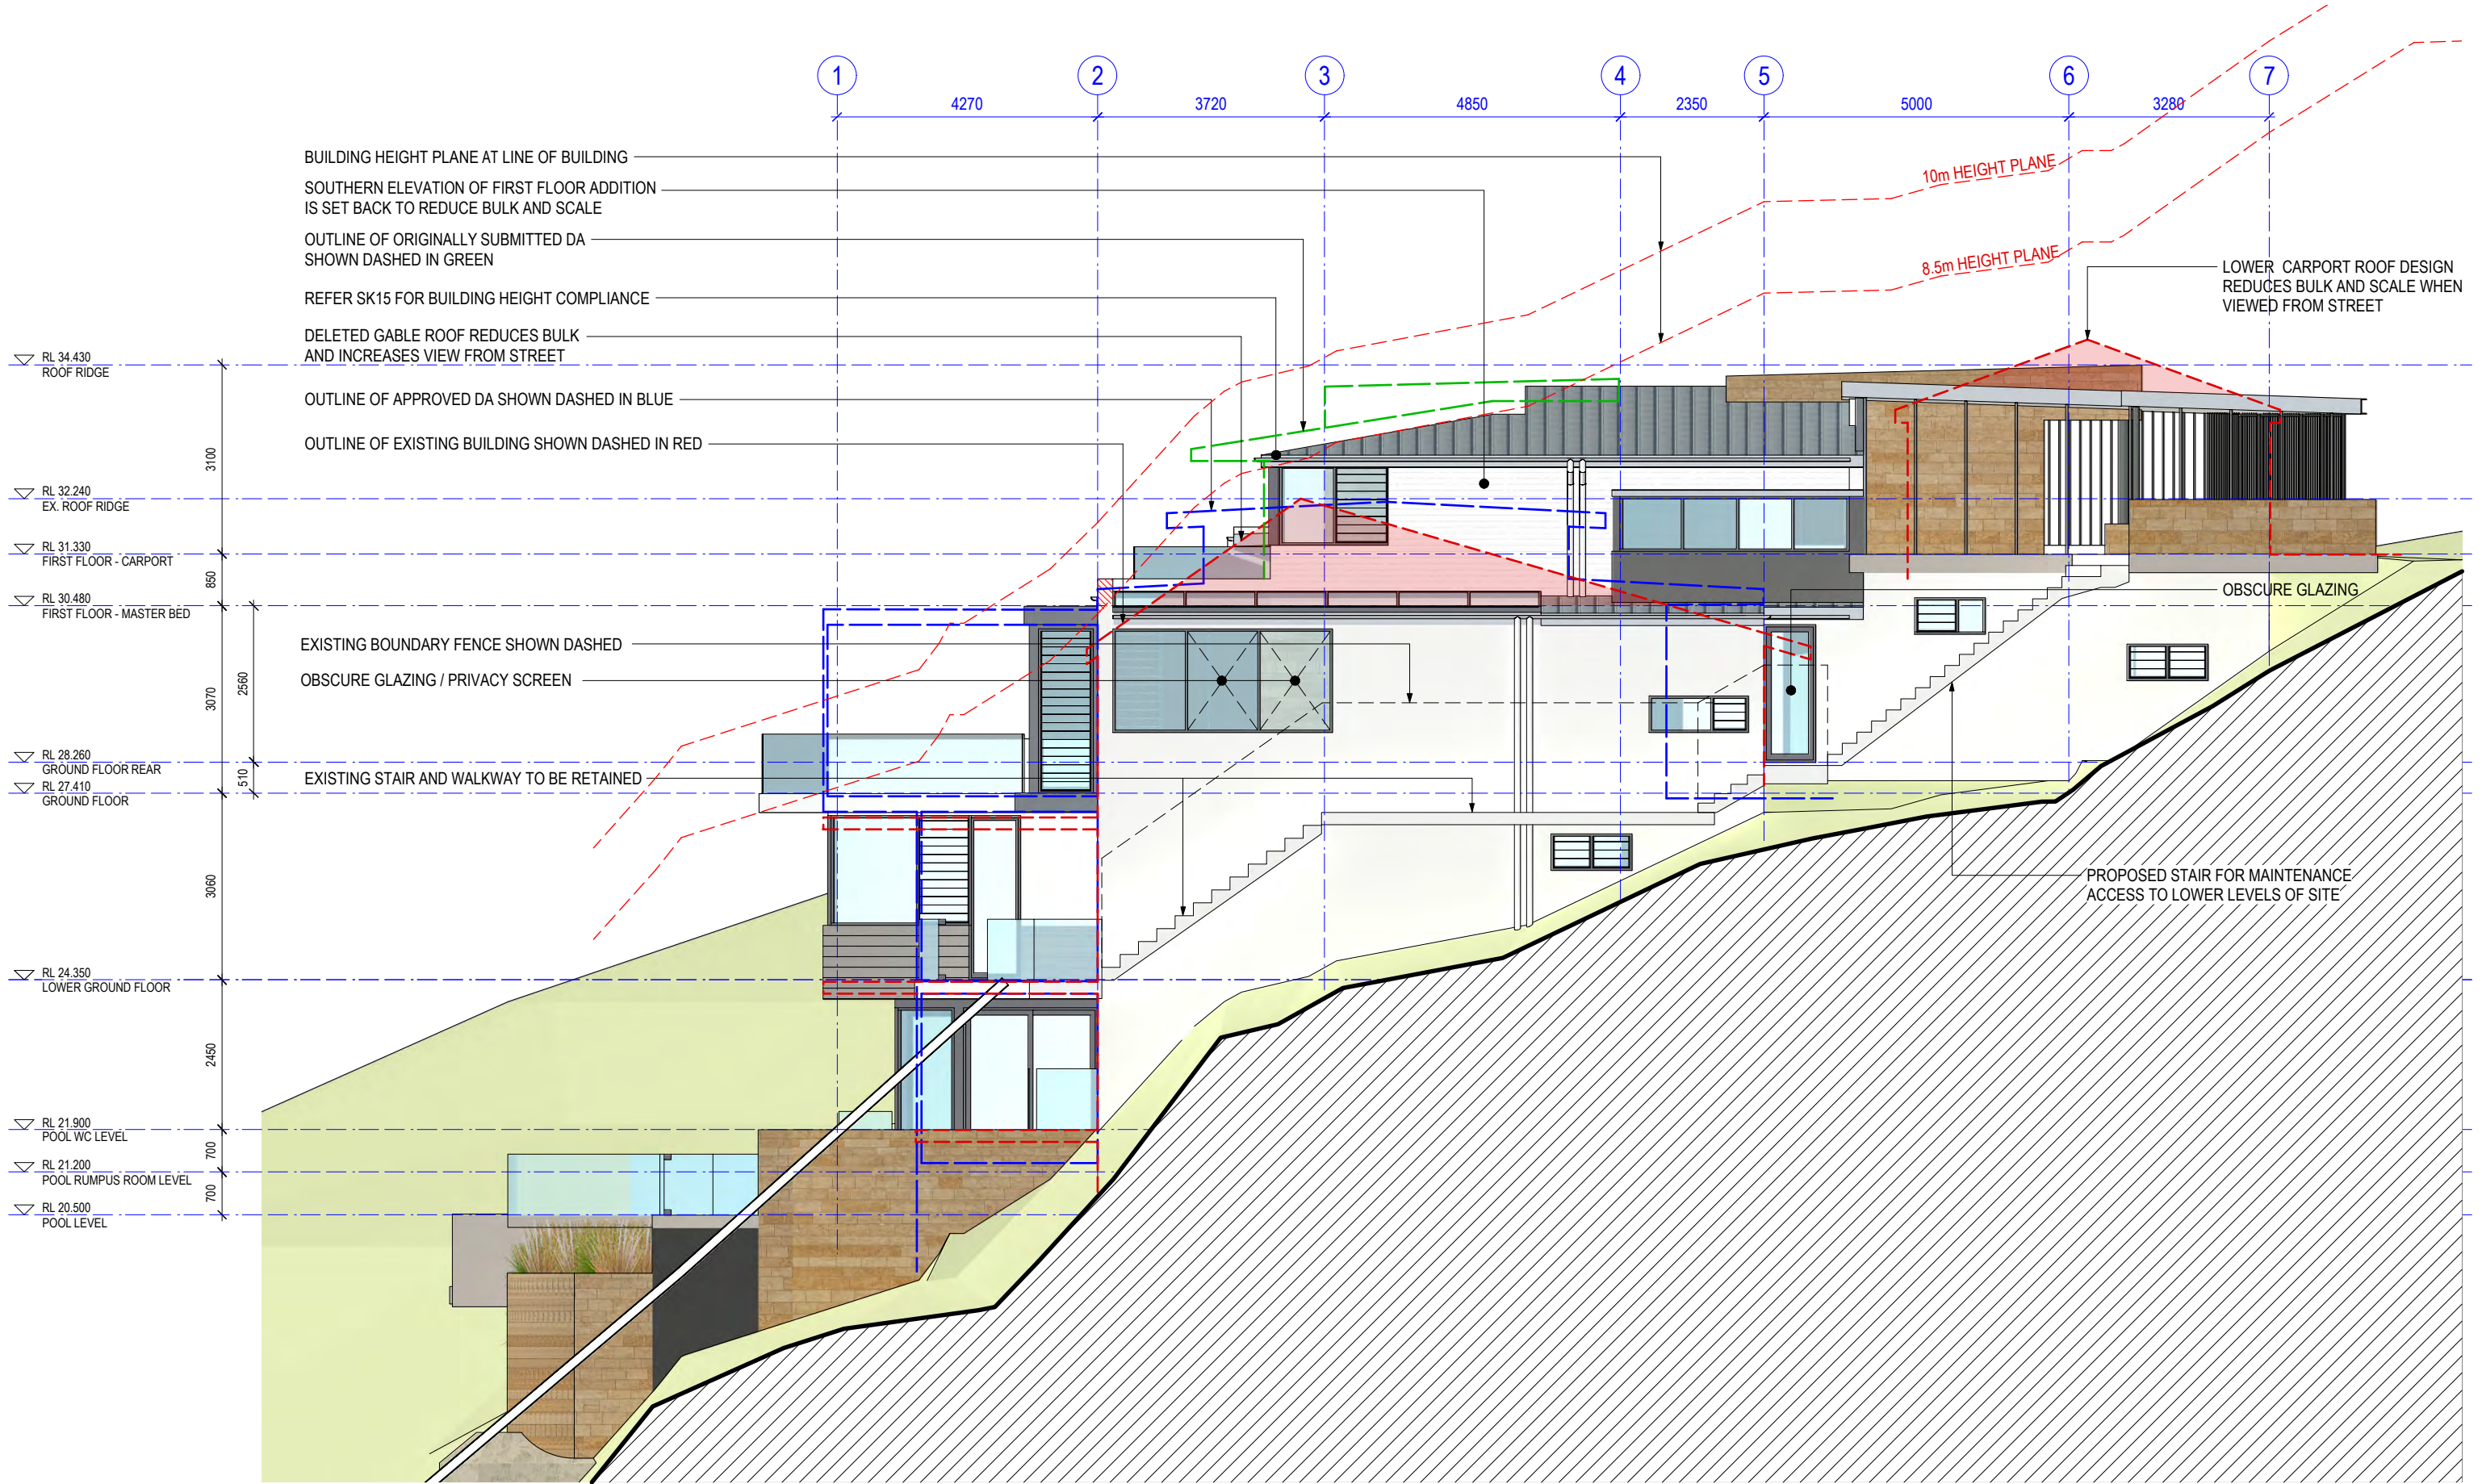 1
2
3
4
5
6
7
4270
3720
4850
2350
5000
3280
BUILDING HEIGHT PLANE AT LINE OF BUILDING
SOUTHERN ELEVATION OF FIRST FLOOR ADDITION
IS SET BACK TO REDUCE BULK AND SCALE
OUTLINE OF ORIGINALLY SUBMITTED DA
SHOWN DASHED IN GREEN
REFER SK15 FOR BUILDING HEIGHT COMPLIANCE
DELETED GABLE ROOF REDUCES BULK
AND INCREASES VIEW FROM STREET
OUTLINE OF APPROVED DA SHOWN DASHED IN BLUE
OUTLINE OF EXISTING BUILDING SHOWN DASHED IN RED
10m HEIGHT PLANE
8.5m HEIGHT PLANE
LOWER CARPORT ROOF DESIGN
REDUCES BULK AND SCALE WHEN
VIEWED FROM STREET
RL 34.430
ROOF RIDGE
3100
RL 32.240
EX. ROOF RIDGE
RL 31.330
FIRST FLOOR - CARPORT
850
RL 30.480
FIRST FLOOR - MASTER BED
OBSCURE GLAZING
EXISTING BOUNDARY FENCE SHOWN DASHED
OBSCURE GLAZING / PRIVACY SCREEN
3070
2560
RL 28.260
GROUND FLOOR REAR
510
RL 27.410
GROUND FLOOR
EXISTING STAIR AND WALKWAY TO BE RETAINED
3060
PROPOSED STAIR FOR MAINTENANCE
ACCESS TO LOWER LEVELS OF SITE
RL 24.350
LOWER GROUND FLOOR
2450
RL 21.900
POOL WC LEVEL
700
RL 21.200
POOL RUMPUS ROOM LEVEL
700
RL 20.500
POOL LEVEL